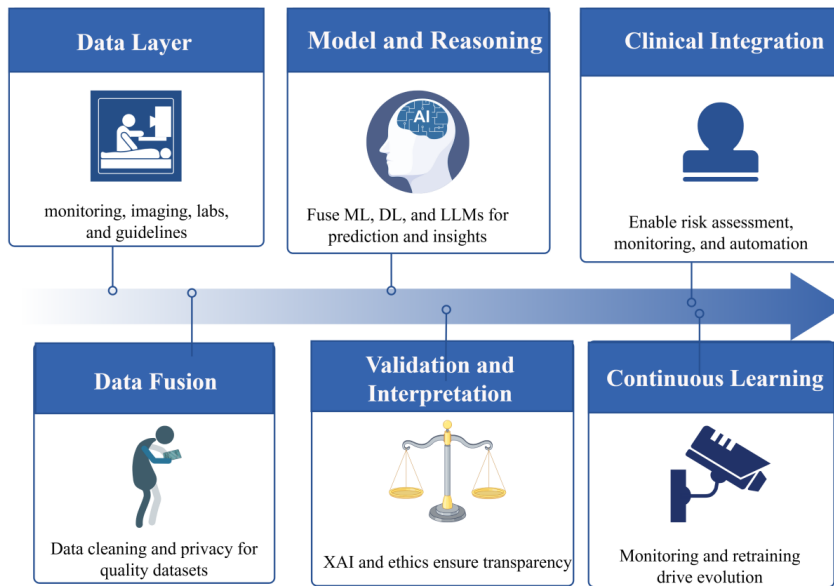 Data Layer
monitoring, imaging, labs,
and guidelines
Model and Reasoning
AI
Fuse ML, DL, and LLMs for
prediction and insights
Clinical Integration
Enable risk assessment,
monitoring, and automation
Data Fusion
Data cleaning and privacy for
quality datasets
Validation and
Interpretation
XAI and ethics ensure transparency
Continuous Learning
Monitoring and retraining
drive evolution